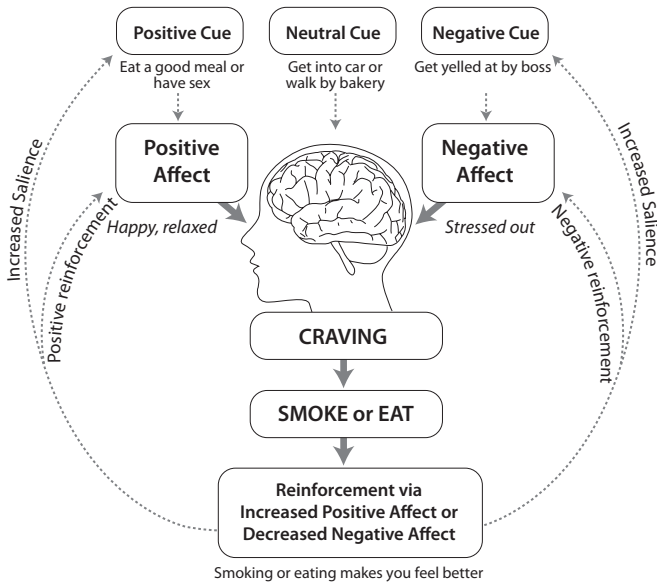 Positive Cue
Neutral Cue
Negative Cue
Eat a good meal or
have sex
Get into car or
walk by bakery
Get yelled at by boss
Positive
Affect
Negative
Affect
Happy, relaxed
Stressed out
Increased Salience
Positive reinforcement
Negative reinforcement
Increased Salience
CRAVING
SMOKE or EAT
Reinforcement via
Increased Positive Affect or
Decreased Negative Affect
Smoking or eating makes you feel better